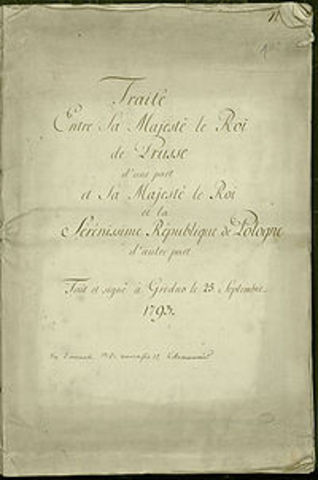 Traité
Entre Sa Majesté le Roi
de Prusse
d'une part
et Sa Majesté le Roi
et la
Sérénissime République de Pologne
d'autre part
Fait et signé à Grodno le 25 Septembre
1793.